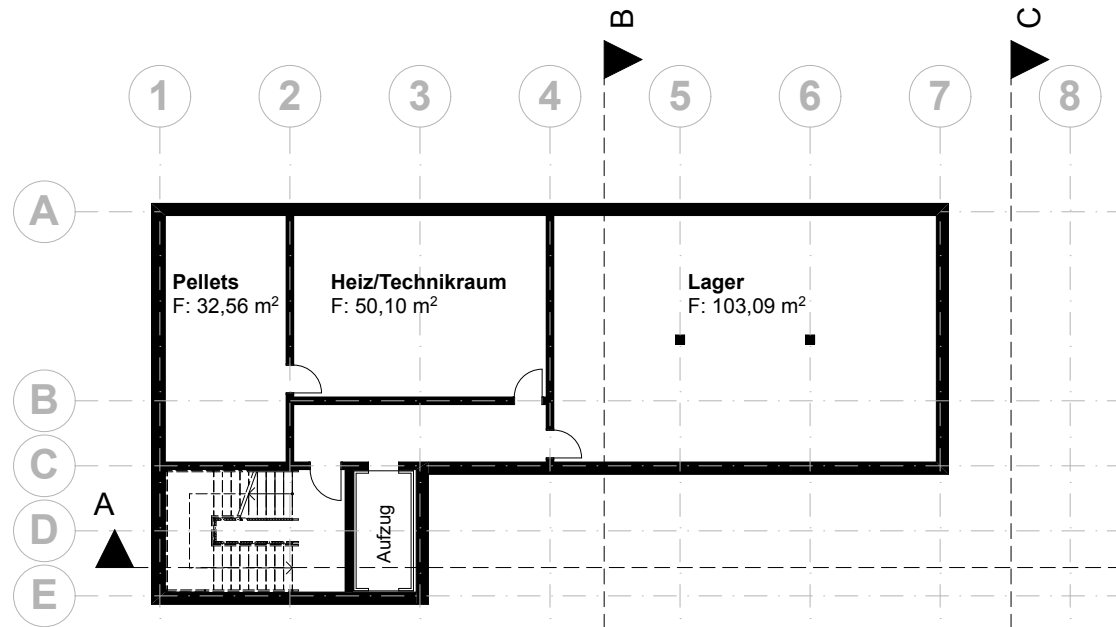 B
C
1
2
3
4
5
6
7
8
A
Pellets
F: 32,56 m²
Heiz/Technikraum
F: 50,10 m²
Lager
F: 103,09 m²
B
C
A
D
Aufzug
E